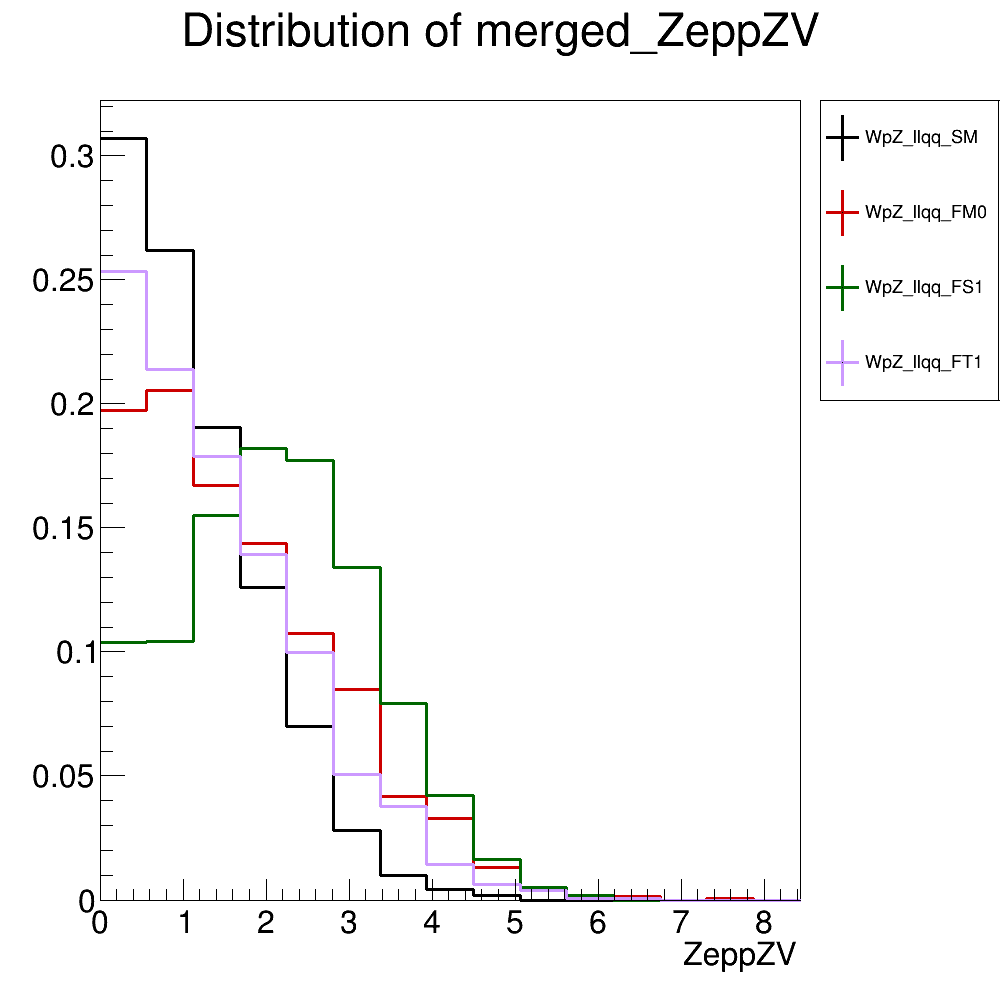 Distribution of merged_ZeppZV
0.3
0.25
0.2
0.15
0.1
0.05
0
0 1 2 3 4 5 6 7 8
ZeppZV
WpZ_llqq_SM
WpZ_llqq_FM0
WpZ_llqq_FS1
WpZ_llqq_FT1